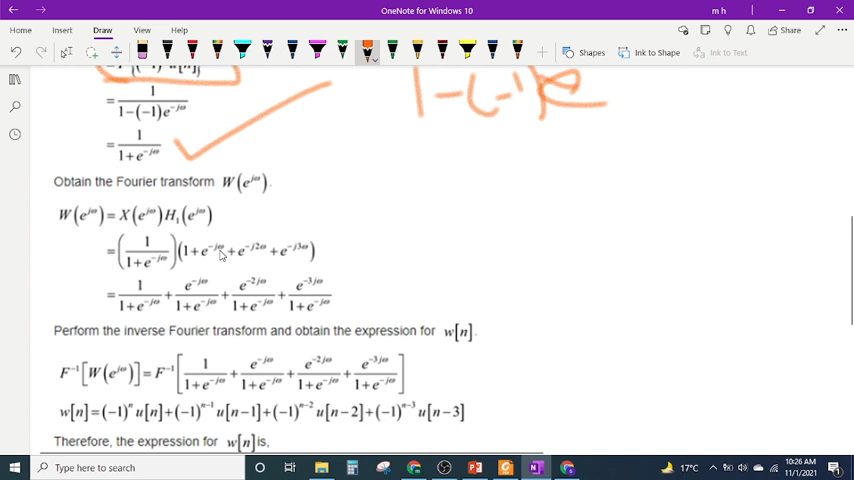 OneNote for Windows 10
m h
Home Insert Draw View Help
Share
Shapes
Ink to Shape
Ink to Text
= 1/(1−(−1)e^{−jω})
1−(−1)e
= 1/(1+e^{−jω})
Obtain the Fourier transform W(e^{jω}).
W(e^{jω}) = X(e^{jω})H₁(e^{jω})
= (1/(1+e^{−jω}))(1+e^{−jω}+e^{−j2ω}+e^{−j3ω})
= 1/(1+e^{−jω}) + e^{−jω}/(1+e^{−jω}) + e^{−2jω}/(1+e^{−jω}) + e^{−3jω}/(1+e^{−jω})
Perform the inverse Fourier transform and obtain the expression for w[n].
F^{−1}[W(e^{jω})] = F^{−1}[1/(1+e^{−jω}) + e^{−jω}/(1+e^{−jω}) + e^{−2jω}/(1+e^{−jω}) + e^{−3jω}/(1+e^{−jω})]
w[n] = (−1)^n u[n] + (−1)^{n−1} u[n−1] + (−1)^{n−2} u[n−2] + (−1)^{n−3} u[n−3]
Therefore, the expression for w[n] is,
Type here to search
17°C
10:26 AM
11/1/2021